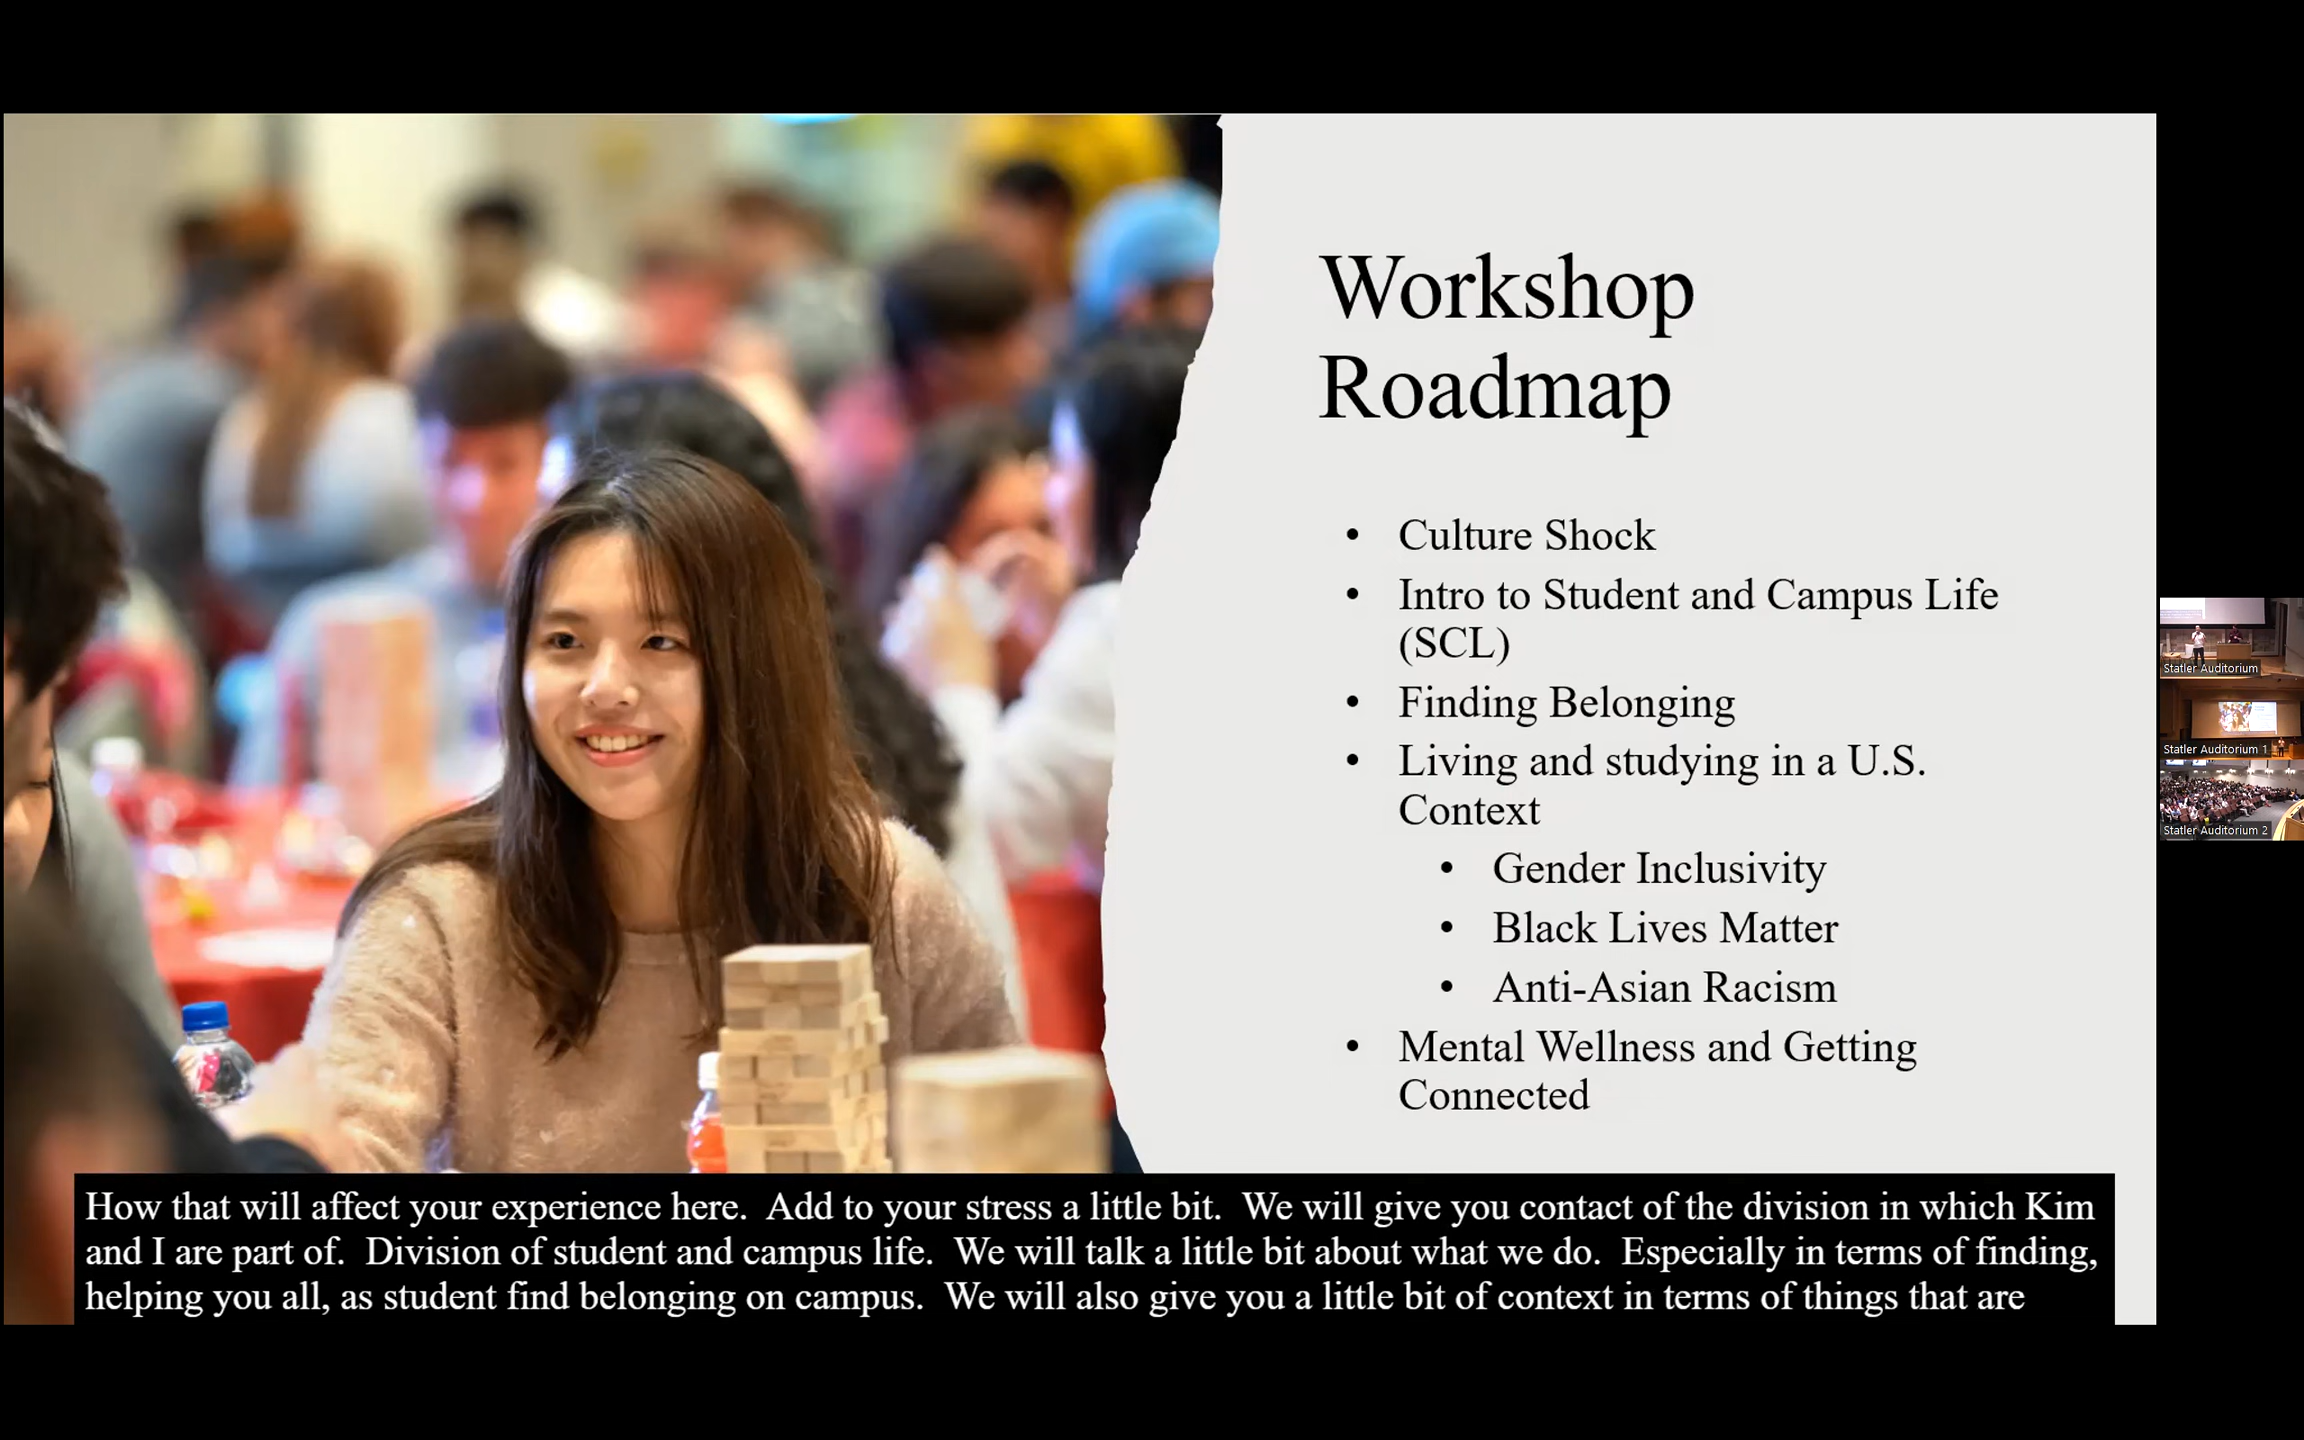 Workshop
Roadmap
• Culture Shock
• Intro to Student and Campus Life
(SCL)
• Finding Belonging
• Living and studying in a U.S.
Context
• Gender Inclusivity
• Black Lives Matter
• Anti-Asian Racism
• Mental Wellness and Getting
Connected
Statler Auditorium
Statler Auditorium 1
Statler Auditorium 2
How that will affect your experience here.  Add to your stress a little bit.  We will give you contact of the division in which Kim
and I are part of.  Division of student and campus life.  We will talk a little bit about what we do.  Especially in terms of finding,
helping you all, as student find belonging on campus.  We will also give you a little bit of context in terms of things that are